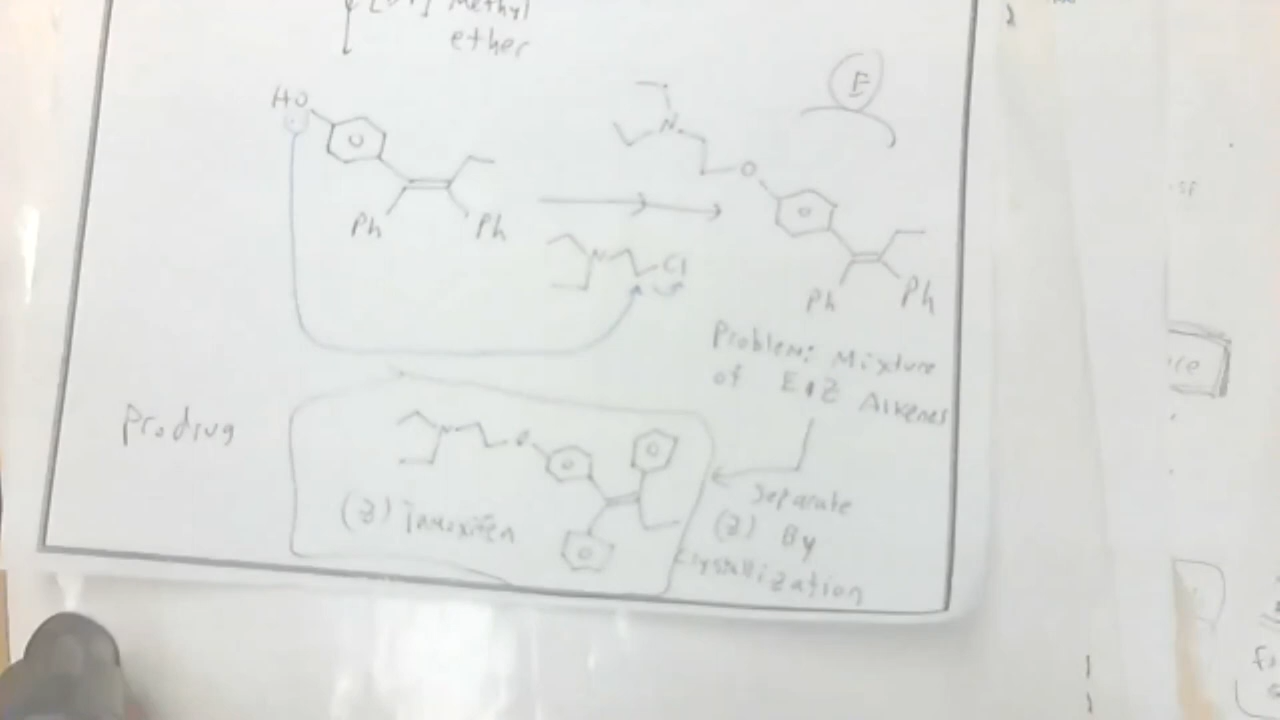 Methyl
ether
HO
E
N
O
Ph
Ph
N
Cl
Ph
Ph
Problem: Mixture
of E & Z Alkenes
Prodrug
N
O
(Z) Tamoxifen
Separate
(Z) By
Crystallization